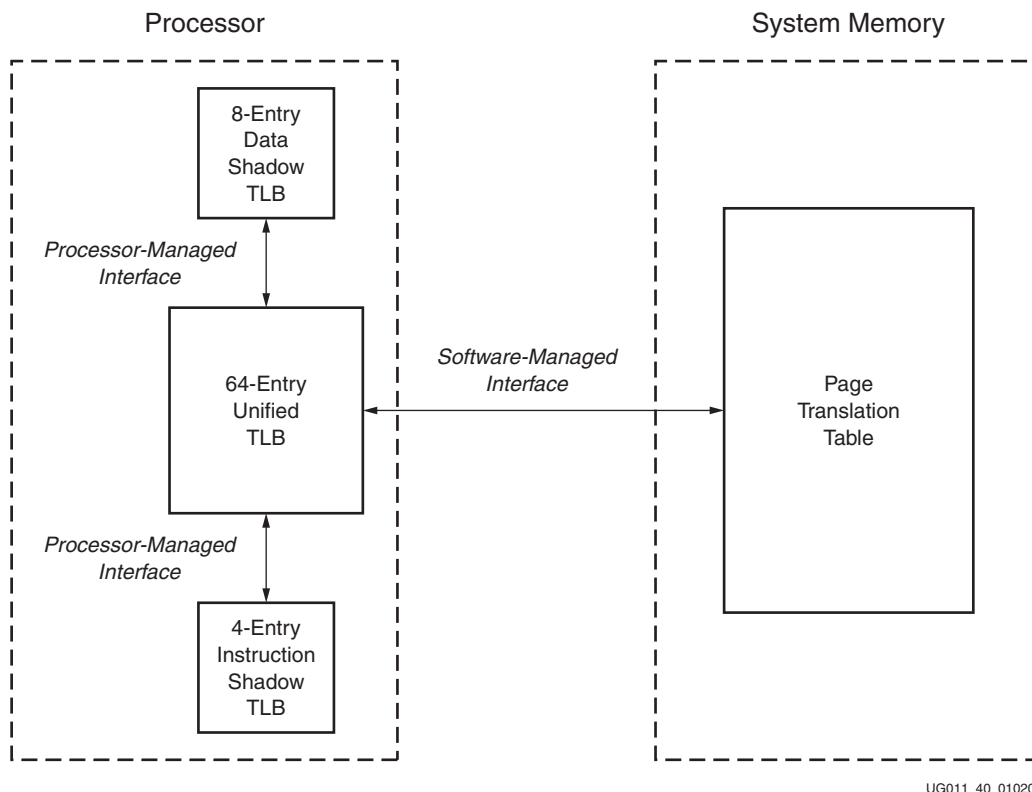 Processor
System Memory
8-Entry
Data
Shadow
TLB
Processor-Managed
Interface
64-Entry
Unified
TLB
Software-Managed
Interface
Page
Translation
Table
Processor-Managed
Interface
4-Entry
Instruction
Shadow
TLB
UG011_40_01020